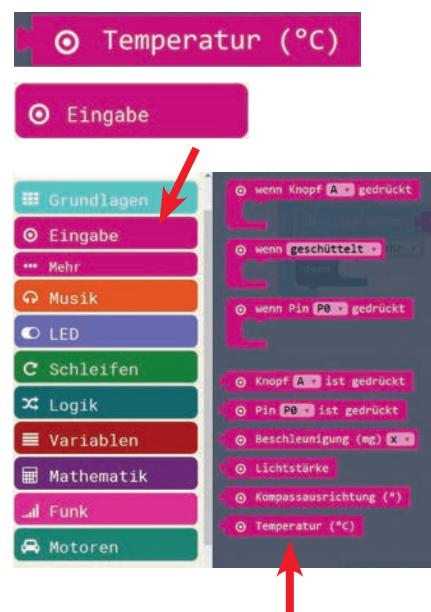 Temperatur (°C)
Eingabe
Grundlagen
Eingabe
Mehr
Musik
LED
Schleifen
Logik
Variablen
Mathematik
Funk
Motoren
wenn Knopf A gedrückt
wenn geschüttelt
wenn Pin P0 gedrückt
Knopf A ist gedrückt
Pin P0 ist gedrückt
Beschleunigung (mg) x
Lichtstärke
Kompassausrichtung (°)
Temperatur (°C)